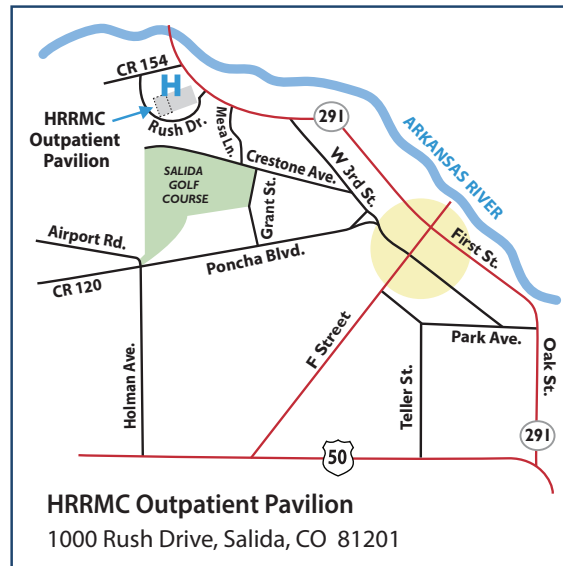 CR 154
H
HRRMC
Outpatient
Pavilion
Rush Dr.
Mesa Ln.
291
ARKANSAS RIVER
SALIDA
GOLF
COURSE
Crestone Ave.
W 3rd St.
Grant St.
Airport Rd.
Poncha Blvd.
First St.
CR 120
F Street
Park Ave.
Oak St.
Holman Ave.
Teller St.
291
50
HRRMC Outpatient Pavilion
1000 Rush Drive, Salida, CO 81201